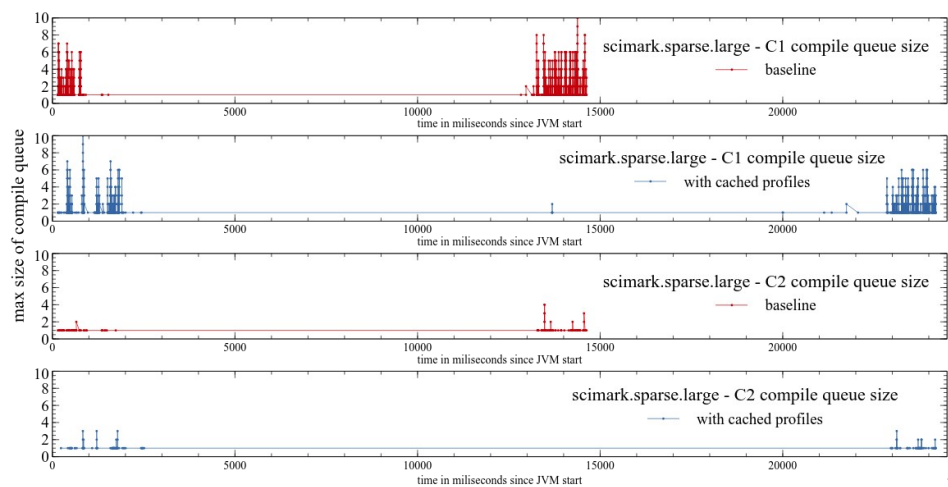 max size of compile queue
10
8
6
4
2
0
scimark.sparse.large - C1 compile queue size
baseline
0 5000 10000 15000 20000
time in miliseconds since JVM start
10
8
6
4
2
0
scimark.sparse.large - C1 compile queue size
with cached profiles
0 5000 10000 15000 20000
time in miliseconds since JVM start
10
8
6
4
2
0
scimark.sparse.large - C2 compile queue size
baseline
0 5000 10000 15000 20000
time in miliseconds since JVM start
10
8
6
4
2
0
scimark.sparse.large - C2 compile queue size
with cached profiles
0 5000 10000 15000 20000
time in miliseconds since JVM start